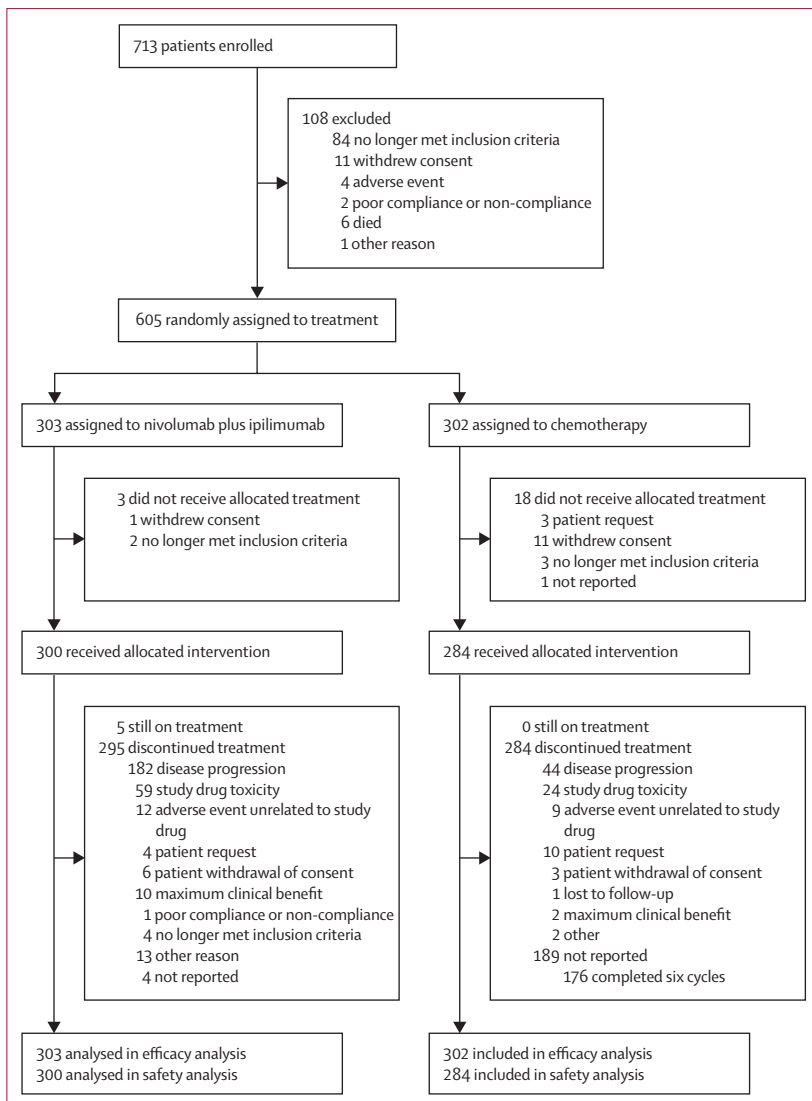 713 patients enrolled
108 excluded
84 no longer met inclusion criteria
11 withdrew consent
4 adverse event
2 poor compliance or non-compliance
6 died
1 other reason
605 randomly assigned to treatment
303 assigned to nivolumab plus ipilimumab
302 assigned to chemotherapy
3 did not receive allocated treatment
1 withdrew consent
2 no longer met inclusion criteria
18 did not receive allocated treatment
3 patient request
11 withdrew consent
3 no longer met inclusion criteria
1 not reported
300 received allocated intervention
284 received allocated intervention
5 still on treatment
295 discontinued treatment
182 disease progression
59 study drug toxicity
12 adverse event unrelated to study
drug
4 patient request
6 patient withdrawal of consent
10 maximum clinical benefit
1 poor compliance or non-compliance
4 no longer met inclusion criteria
13 other reason
4 not reported
0 still on treatment
284 discontinued treatment
44 disease progression
24 study drug toxicity
9 adverse event unrelated to study
drug
10 patient request
3 patient withdrawal of consent
1 lost to follow-up
2 maximum clinical benefit
2 other
189 not reported
176 completed six cycles
303 analysed in efficacy analysis
300 analysed in safety analysis
302 included in efficacy analysis
284 included in safety analysis